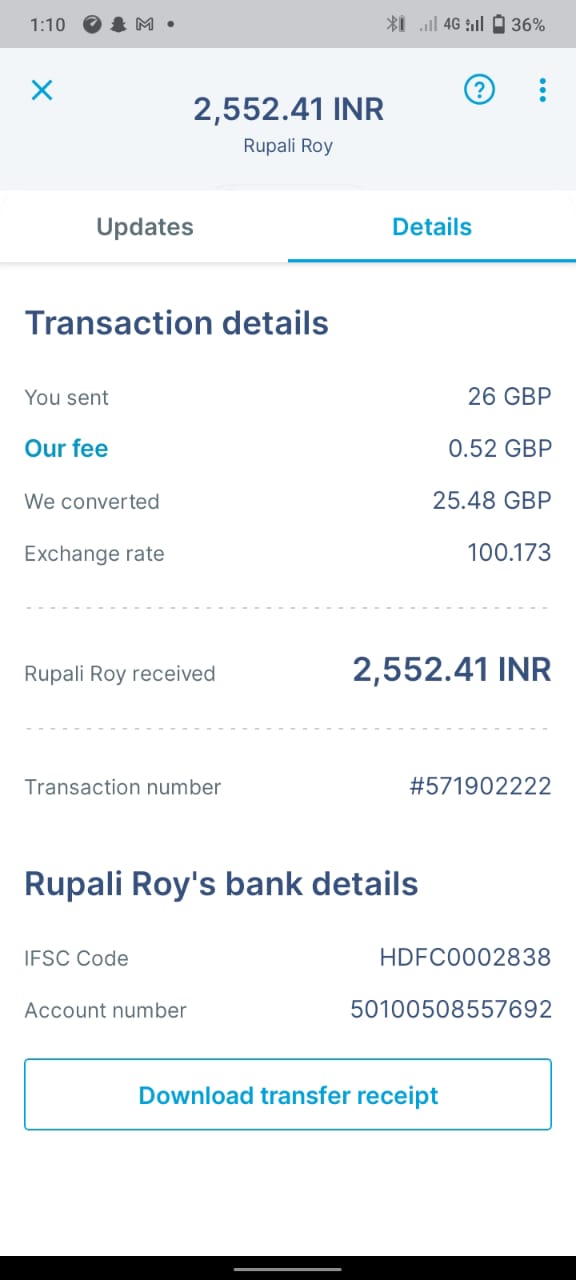 1:10 4G 36%
2,552.41 INR
Rupali Roy
Updates Details
Transaction details
You sent 26 GBP
Our fee 0.52 GBP
We converted 25.48 GBP
Exchange rate 100.173
Rupali Roy received 2,552.41 INR
Transaction number #571902222
Rupali Roy's bank details
IFSC Code HDFC0002838
Account number 50100508557692
Download transfer receipt